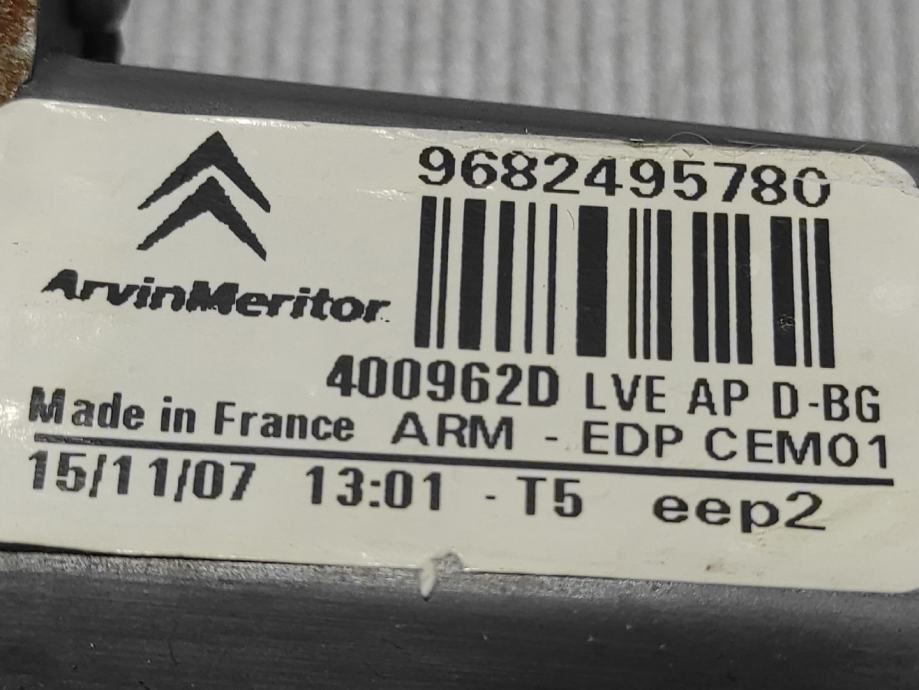 9682495780
ArvinMeritor
400962D LVE AP D-BG
Made in France ARM - EDP CEM01
15/11/07 13:01 - T5 eep2